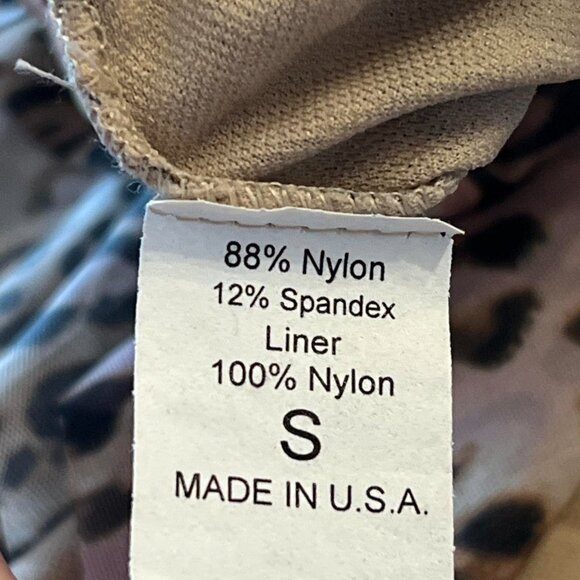 88% Nylon
12% Spandex
Liner
100% Nylon
S
MADE IN U.S.A.